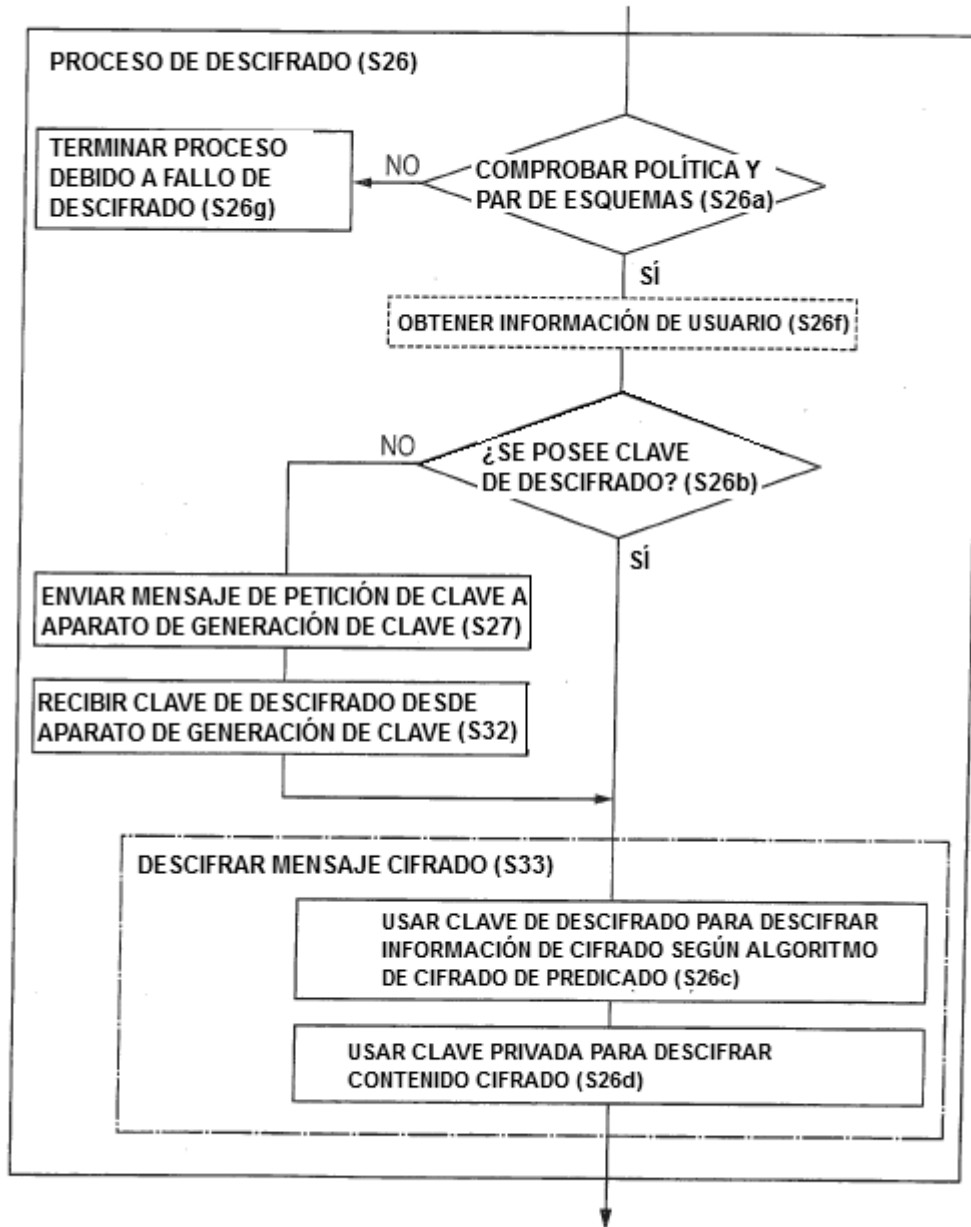 PROCESO DE DESCIFRADO (S26)
COMPROBAR POLÍTICA Y
PAR DE ESQUEMAS (S26a)
NO
TERMINAR PROCESO
DEBIDO A FALLO DE
DESCIFRADO (S26g)
SÍ
OBTENER INFORMACIÓN DE USUARIO (S26f)
¿SE POSEE CLAVE
DE DESCIFRADO? (S26b)
NO
SÍ
ENVIAR MENSAJE DE PETICIÓN DE CLAVE A
APARATO DE GENERACIÓN DE CLAVE (S27)
RECIBIR CLAVE DE DESCIFRADO DESDE
APARATO DE GENERACIÓN DE CLAVE (S32)
DESCIFRAR MENSAJE CIFRADO (S33)
USAR CLAVE DE DESCIFRADO PARA DESCIFRAR
INFORMACIÓN DE CIFRADO SEGÚN ALGORITMO
DE CIFRADO DE PREDICADO (S26c)
USAR CLAVE PRIVADA PARA DESCIFRAR
CONTENIDO CIFRADO (S26d)